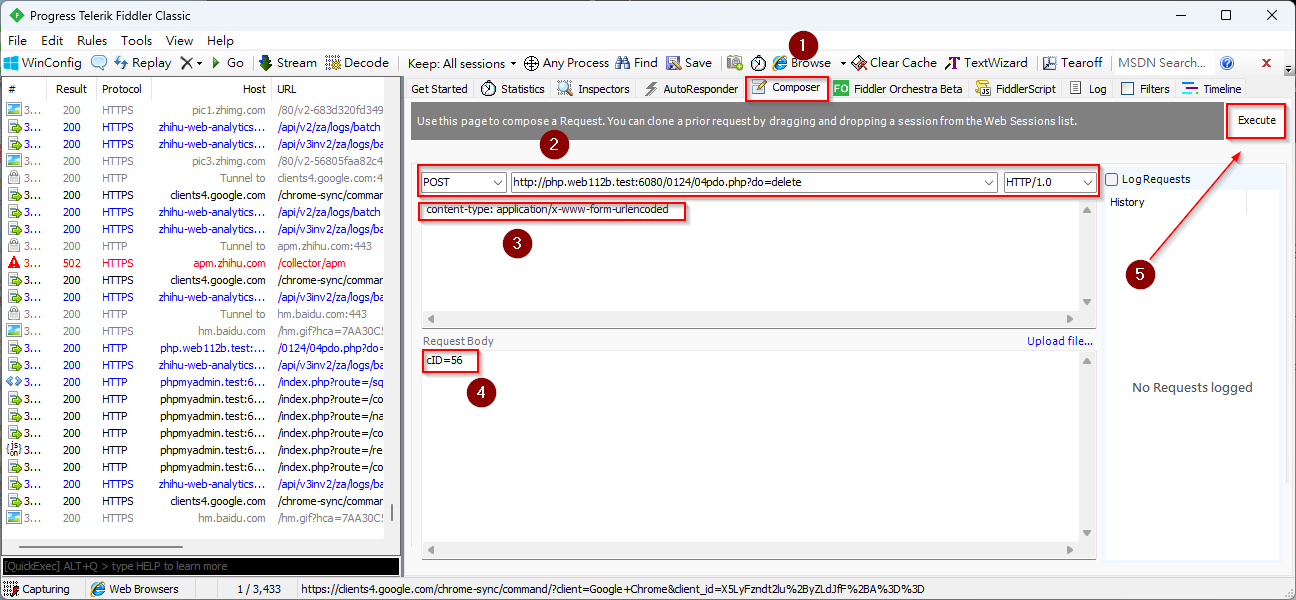 Progress Telerik Fiddler Classic
File Edit Rules Tools View Help
WinConfig Replay Go Stream Decode Keep: All sessions Any Process Find Save Browse Clear Cache TextWizard Tearoff MSDN Search...
1
# Result Protocol Host URL
3... 200 HTTPS pic1.zhimg.com /80/v2-683d320fd349
3... 200 HTTPS zhihu-web-analytics... /api/v2/za/logs/batch
3... 200 HTTPS zhihu-web-analytics... /api/v3inv2/za/logs/ba
3... 200 HTTPS pic3.zhimg.com /80/v2-56805faa82c4
3... 200 HTTP Tunnel to clients4.google.com:4
3... 200 HTTPS clients4.google.com /chrome-sync/command
3... 200 HTTPS zhihu-web-analytics... /api/v2/za/logs/batch
3... 200 HTTPS zhihu-web-analytics... /api/v3inv2/za/logs/ba
3... 200 HTTP Tunnel to apm.zhihu.com:443
3... 502 HTTPS apm.zhihu.com /collector/apm
3... 200 HTTPS clients4.google.com /chrome-sync/command
3... 200 HTTPS zhihu-web-analytics... /api/v3inv2/za/logs/ba
3... 200 HTTP Tunnel to hm.baidu.com:443
3... 200 HTTPS hm.baidu.com /hm.gif?hca=7AA30C5
3... 200 HTTP php.web112b.test:... /0124/04pdo.php?do=
3... 200 HTTPS zhihu-web-analytics... /api/v3inv2/za/logs/ba
3... 200 HTTP phpmyadmin.test:6... /index.php?route=/sq
3... 200 HTTP phpmyadmin.test:6... /index.php?route=/co
3... 200 HTTP phpmyadmin.test:6... /index.php?route=/na
3... 200 HTTP phpmyadmin.test:6... /index.php?route=/co
3... 200 HTTP phpmyadmin.test:6... /index.php?route=/re
3... 200 HTTP phpmyadmin.test:6... /index.php?route=/co
3... 200 HTTPS zhihu-web-analytics... /api/v3inv2/za/logs/ba
3... 200 HTTPS clients4.google.com /chrome-sync/command
3... 200 HTTPS hm.baidu.com /hm.gif?hca=7AA30C5
[QuickExec] ALT+Q > type HELP to learn more
Get Started Statistics Inspectors AutoResponder Composer FO Fiddler Orchestra Beta FiddlerScript Log Filters Timeline
Use this page to compose a Request. You can clone a prior request by dragging and dropping a session from the Web Sessions list.
Execute
2
POST http://php.web112b.test:6080/0124/04pdo.php?do=delete HTTP/1.0
Log Requests
History
content-type: application/x-www-form-urlencoded
3
5
Request Body
Upload file...
cID=56
4
No Requests logged
Capturing Web Browsers 1 / 3,433 https://clients4.google.com/chrome-sync/command/?client=Google+Chrome&client_id=X5LyFzndt2lu%2ByZLdJfF%2BA%3D%3D